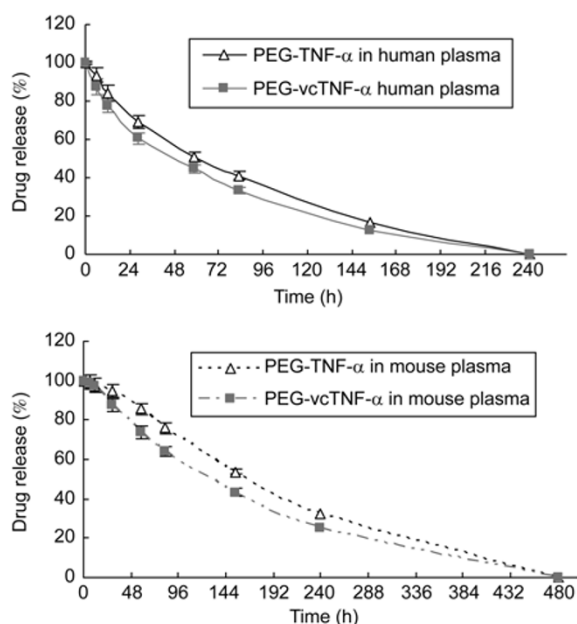 120
100
80
60
40
20
0
Drug release (%)
PEG-TNF-α in human plasma
PEG-vcTNF-α human plasma
0 24 48 72 96 120 144 168 192 216 240
Time (h)
120
100
80
60
40
20
0
Drug release (%)
PEG-TNF-α in mouse plasma
PEG-vcTNF-α in mouse plasma
0 48 96 144 192 240 288 336 384 432 480
Time (h)